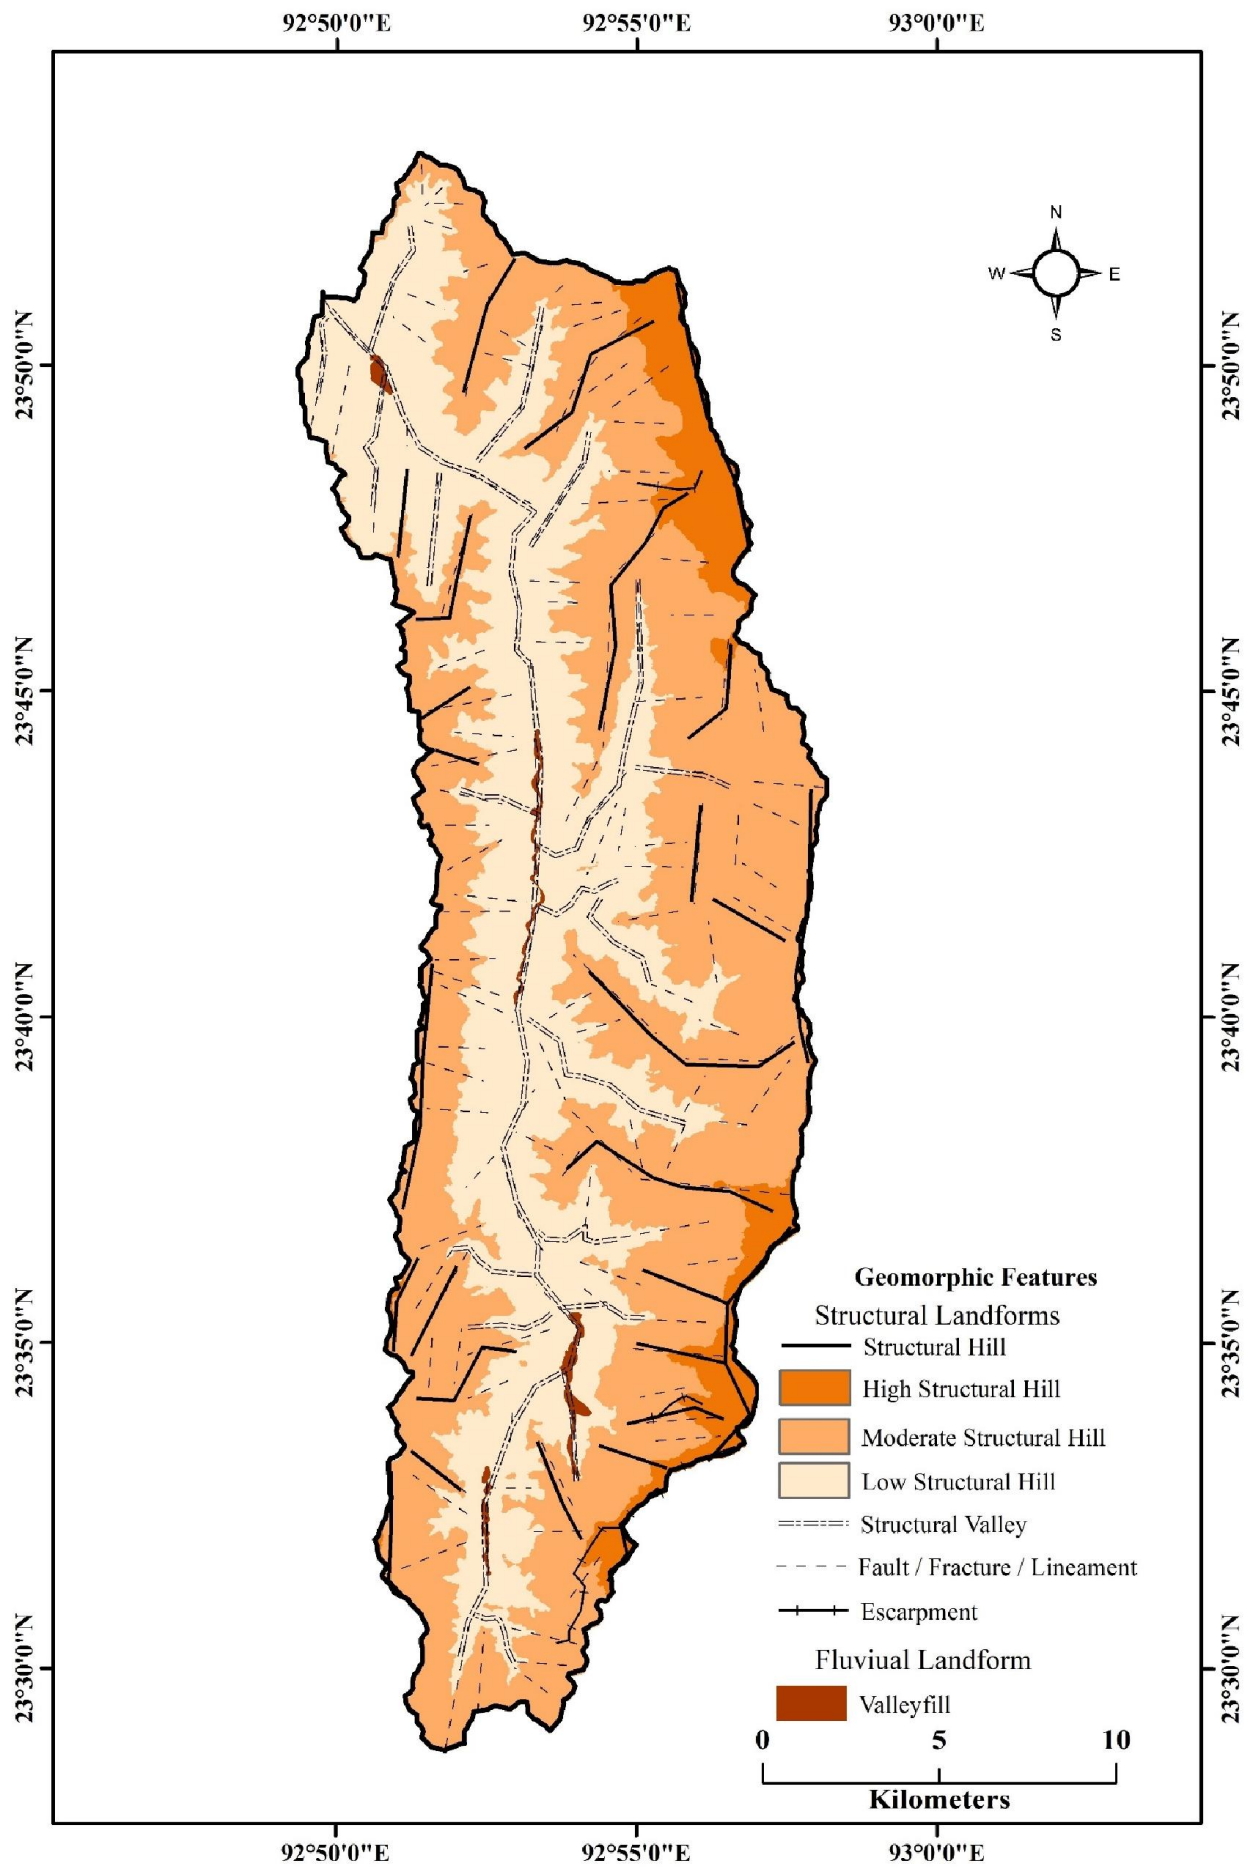 92°50'0"E 92°55'0"E 93°0'0"E
N
W E
S
23°50'0"N 23°50'0"N
23°45'0"N 23°45'0"N
23°40'0"N 23°40'0"N
23°35'0"N 23°35'0"N
23°30'0"N 23°30'0"N
Geomorphic Features
Structural Landforms
Structural Hill
High Structural Hill
Moderate Structural Hill
Low Structural Hill
Structural Valley
Fault / Fracture / Lineament
Escarpment
Fluviual Landform
Valleyfill
0 5 10
Kilometers
92°50'0"E 92°55'0"E 93°0'0"E